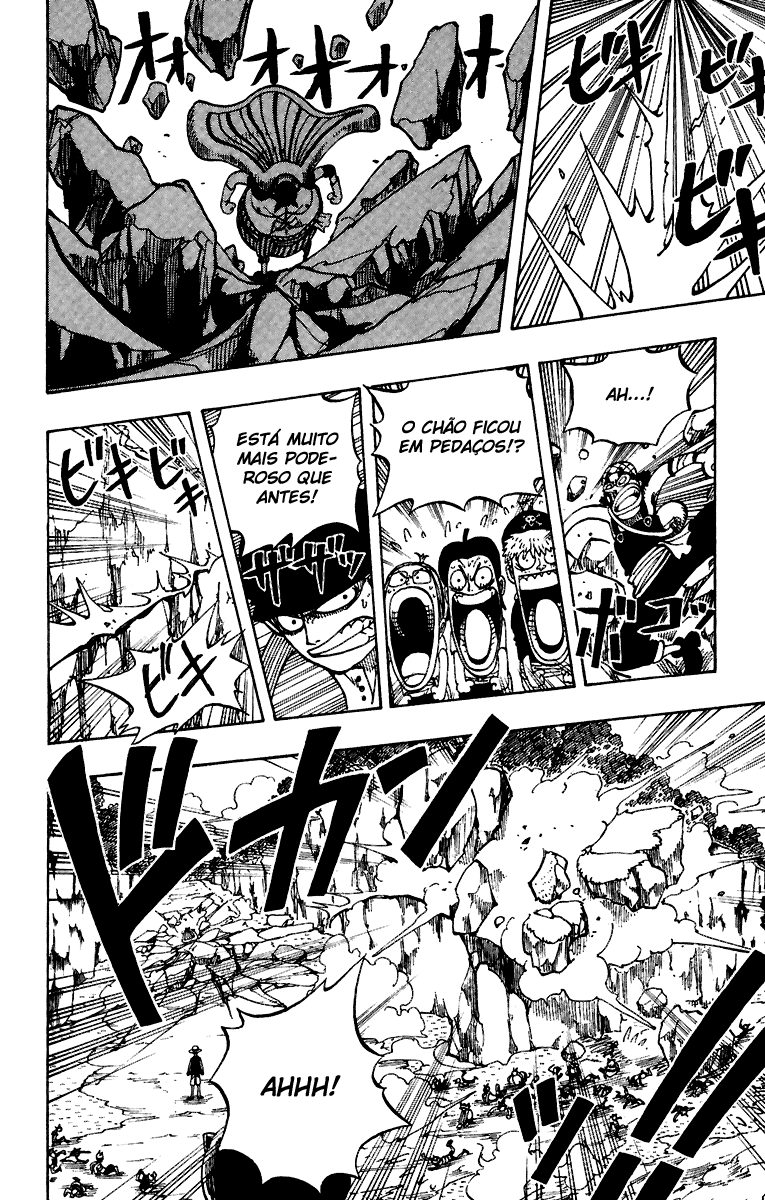 ビキ
ビキ
ビキ
オオオオオオ
AH...!
ボコッ
O CHÃO FICOU
EM PEDAÇOS!?
ESTÁ MUITO
MAIS PODE-
ROSO QUE
ANTES!
ザザッ
ビキ
ビキ
ビキ
ドカン
AHHH!